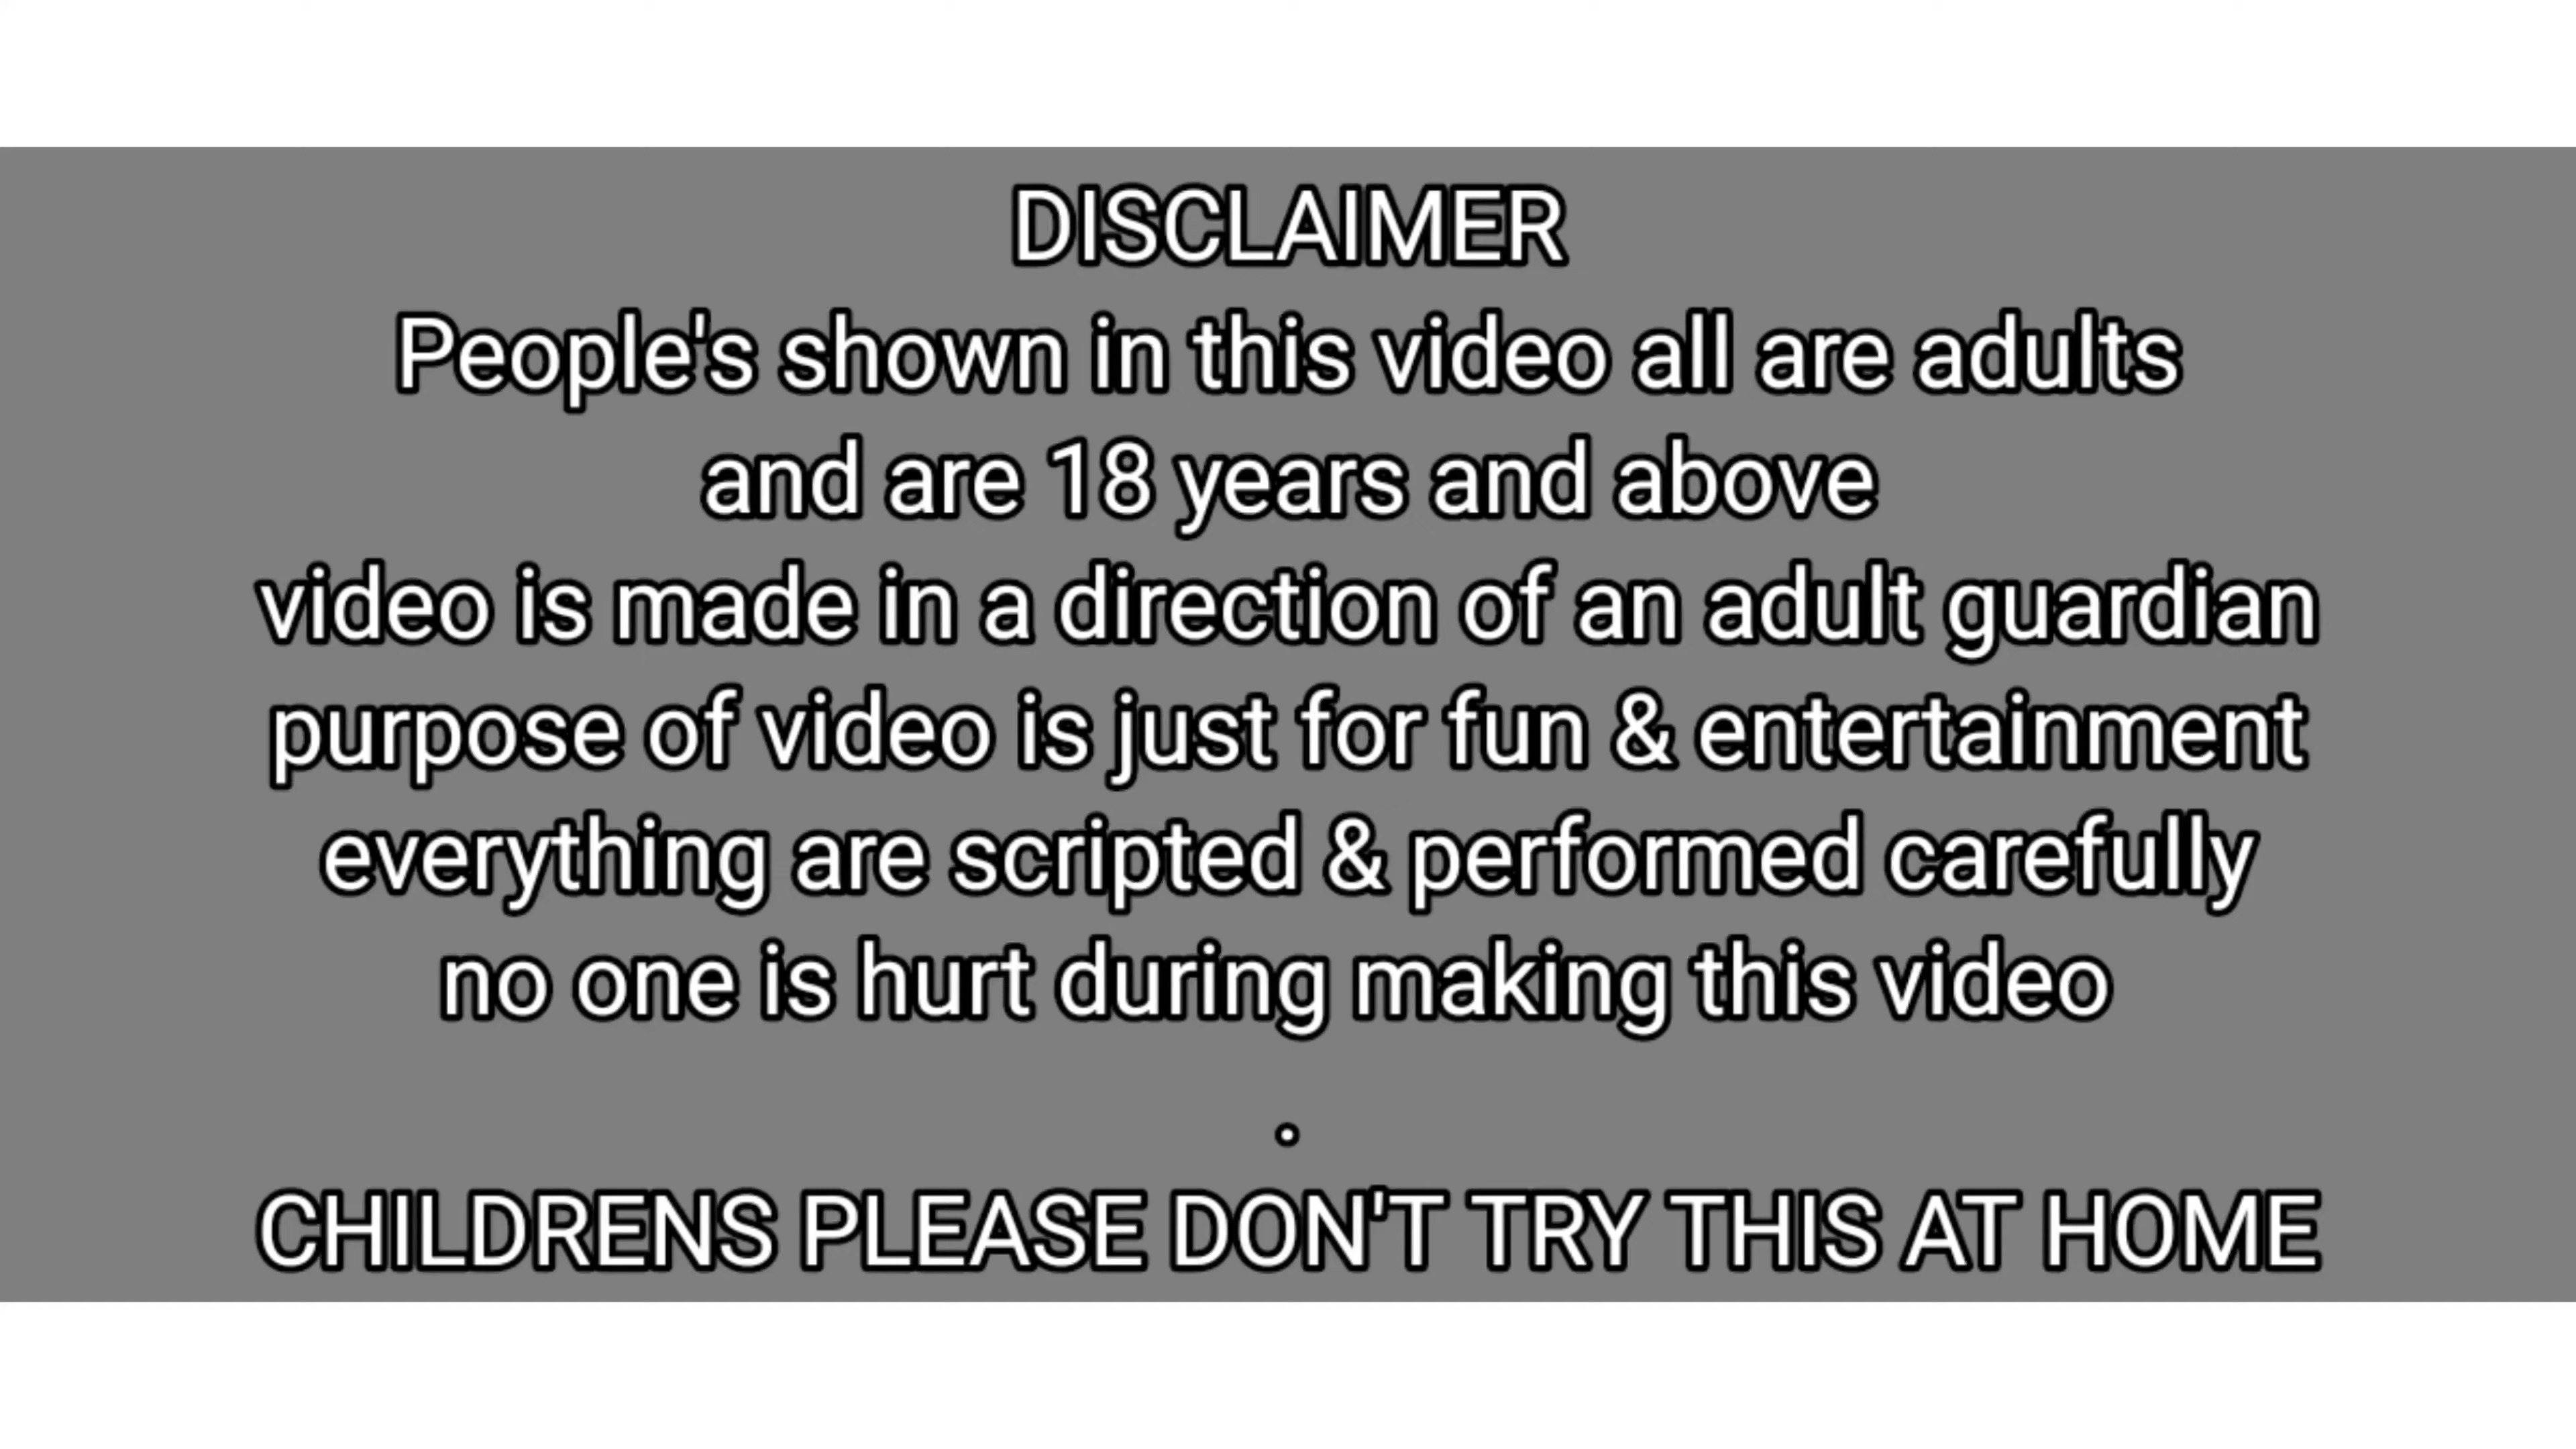 DISCLAIMER
People's shown in this video all are adults
and are 18 years and above
video is made in a direction of an adult guardian
purpose of video is just for fun & entertainment
everything are scripted & performed carefully
no one is hurt during making this video
.
CHILDRENS PLEASE DON'T TRY THIS AT HOME